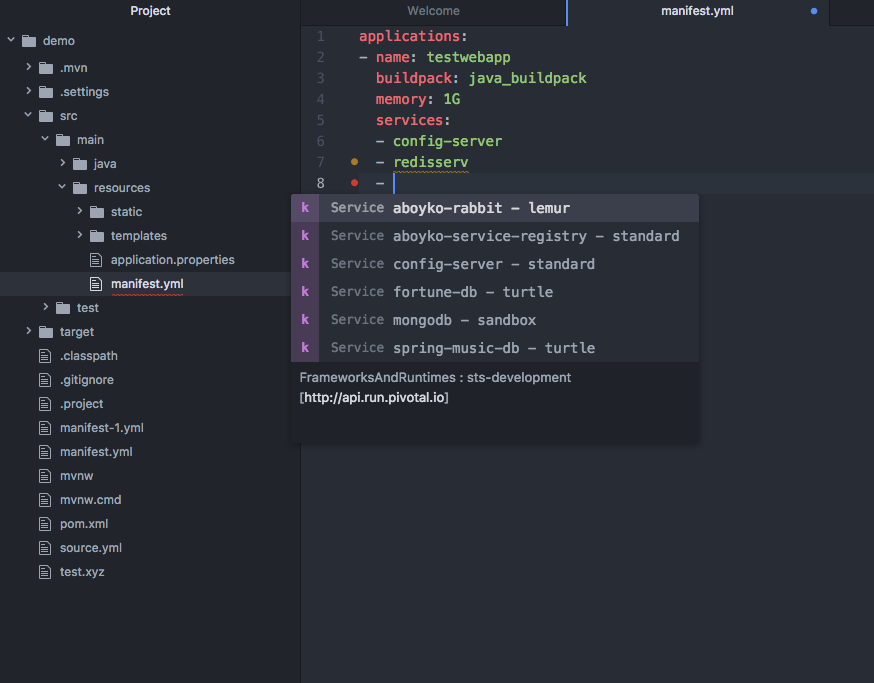 Project
demo
.mvn
.settings
src
main
java
resources
static
templates
application.properties
manifest.yml
test
target
.classpath
.gitignore
.project
manifest-1.yml
manifest.yml
mvnw
mvnw.cmd
pom.xml
source.yml
test.xyz
Welcome
manifest.yml
1 applications:
2 - name: testwebapp
3 buildpack: java_buildpack
4 memory: 1G
5 services:
6 - config-server
7 - redisserv
8 -
k Service aboyko-rabbit - lemur
k Service aboyko-service-registry - standard
k Service config-server - standard
k Service fortune-db - turtle
k Service mongodb - sandbox
k Service spring-music-db - turtle
FrameworksAndRuntimes : sts-development
[http://api.run.pivotal.io]